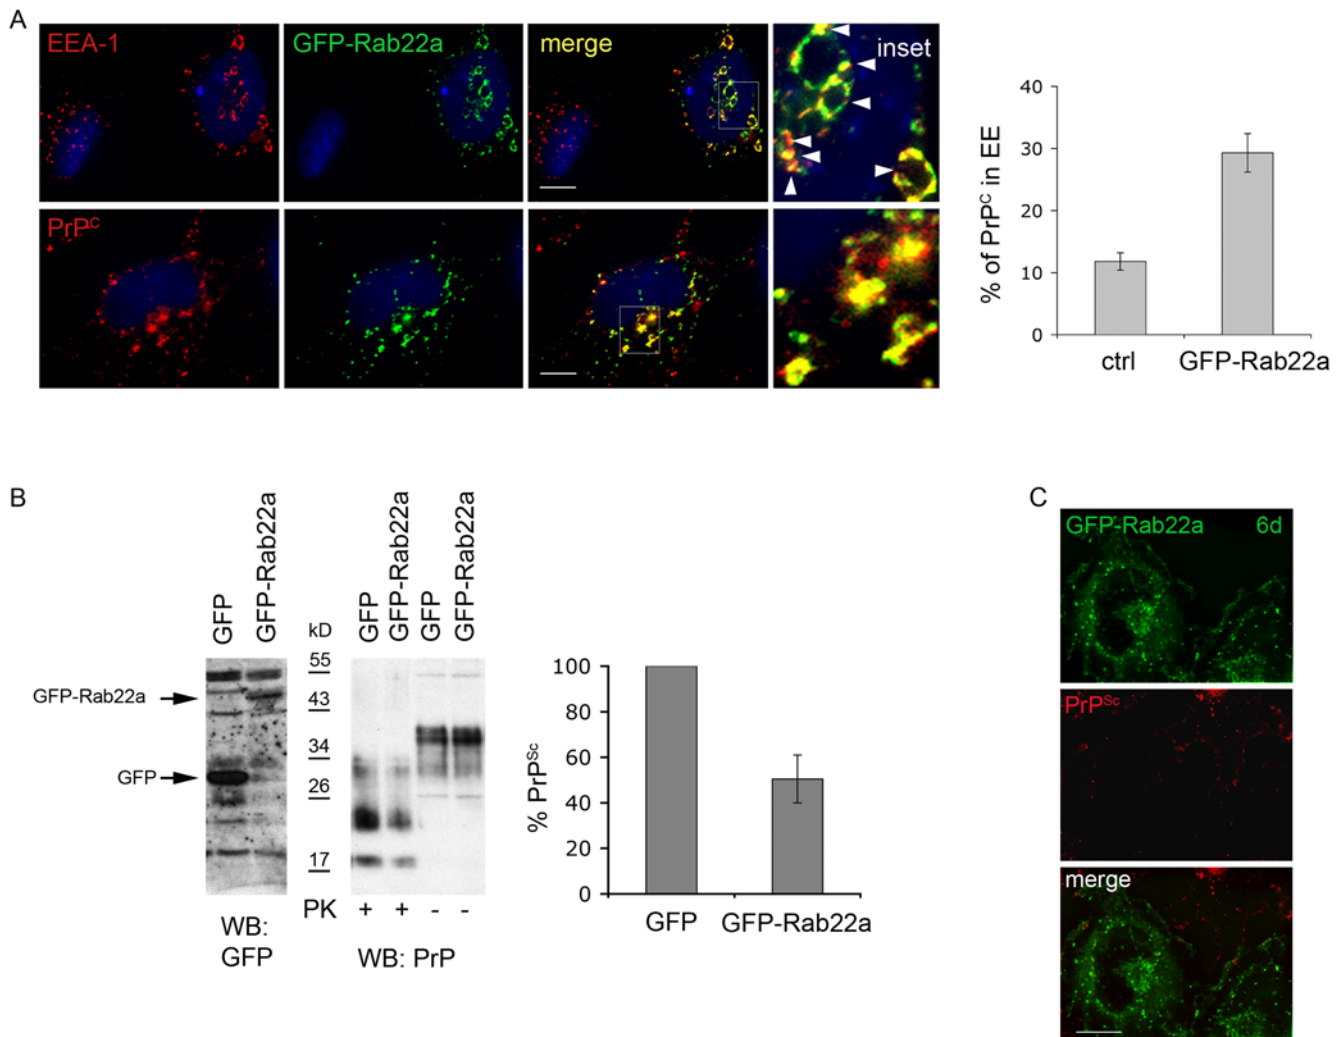 A
EEA-1
GFP-Rab22a
merge
inset
PrPᶜ
% of PrPᶜ in EE
40
30
20
10
0
ctrl
GFP-Rab22a
B
GFP
GFP-Rab22a
GFP-Rab22a
GFP
WB:
GFP
kD
55
43
34
26
17
GFP
GFP-Rab22a
GFP
GFP-Rab22a
PK + + - -
WB: PrP
% PrPˢᶜ
100
80
60
40
20
0
GFP
GFP-Rab22a
C
GFP-Rab22a 6d
PrPˢᶜ
merge